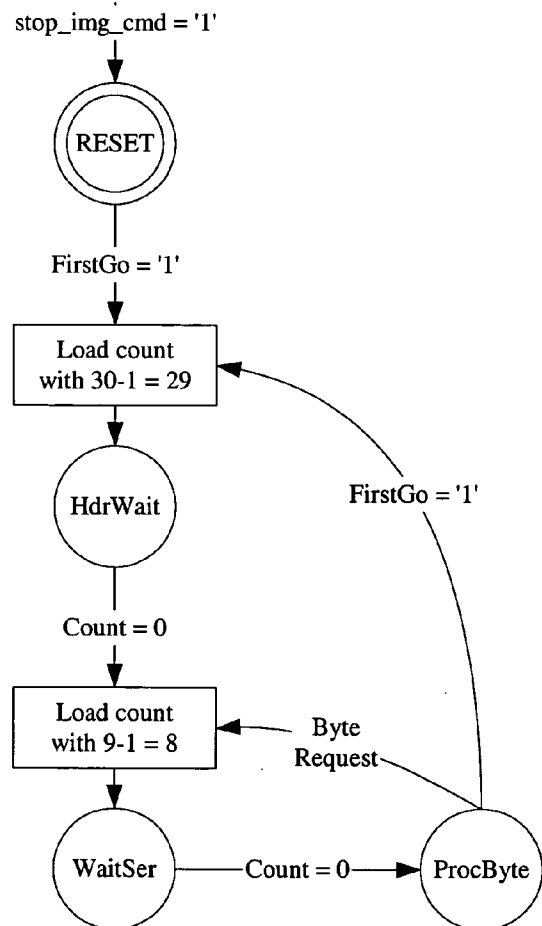 stop_img_cmd = '1'
RESET
FirstGo = '1'
Load count
with 30-1 = 29
HdrWait
FirstGo = '1'
Count = 0
Load count
with 9-1 = 8
Byte
Request
WaitSer
Count = 0
ProcByte